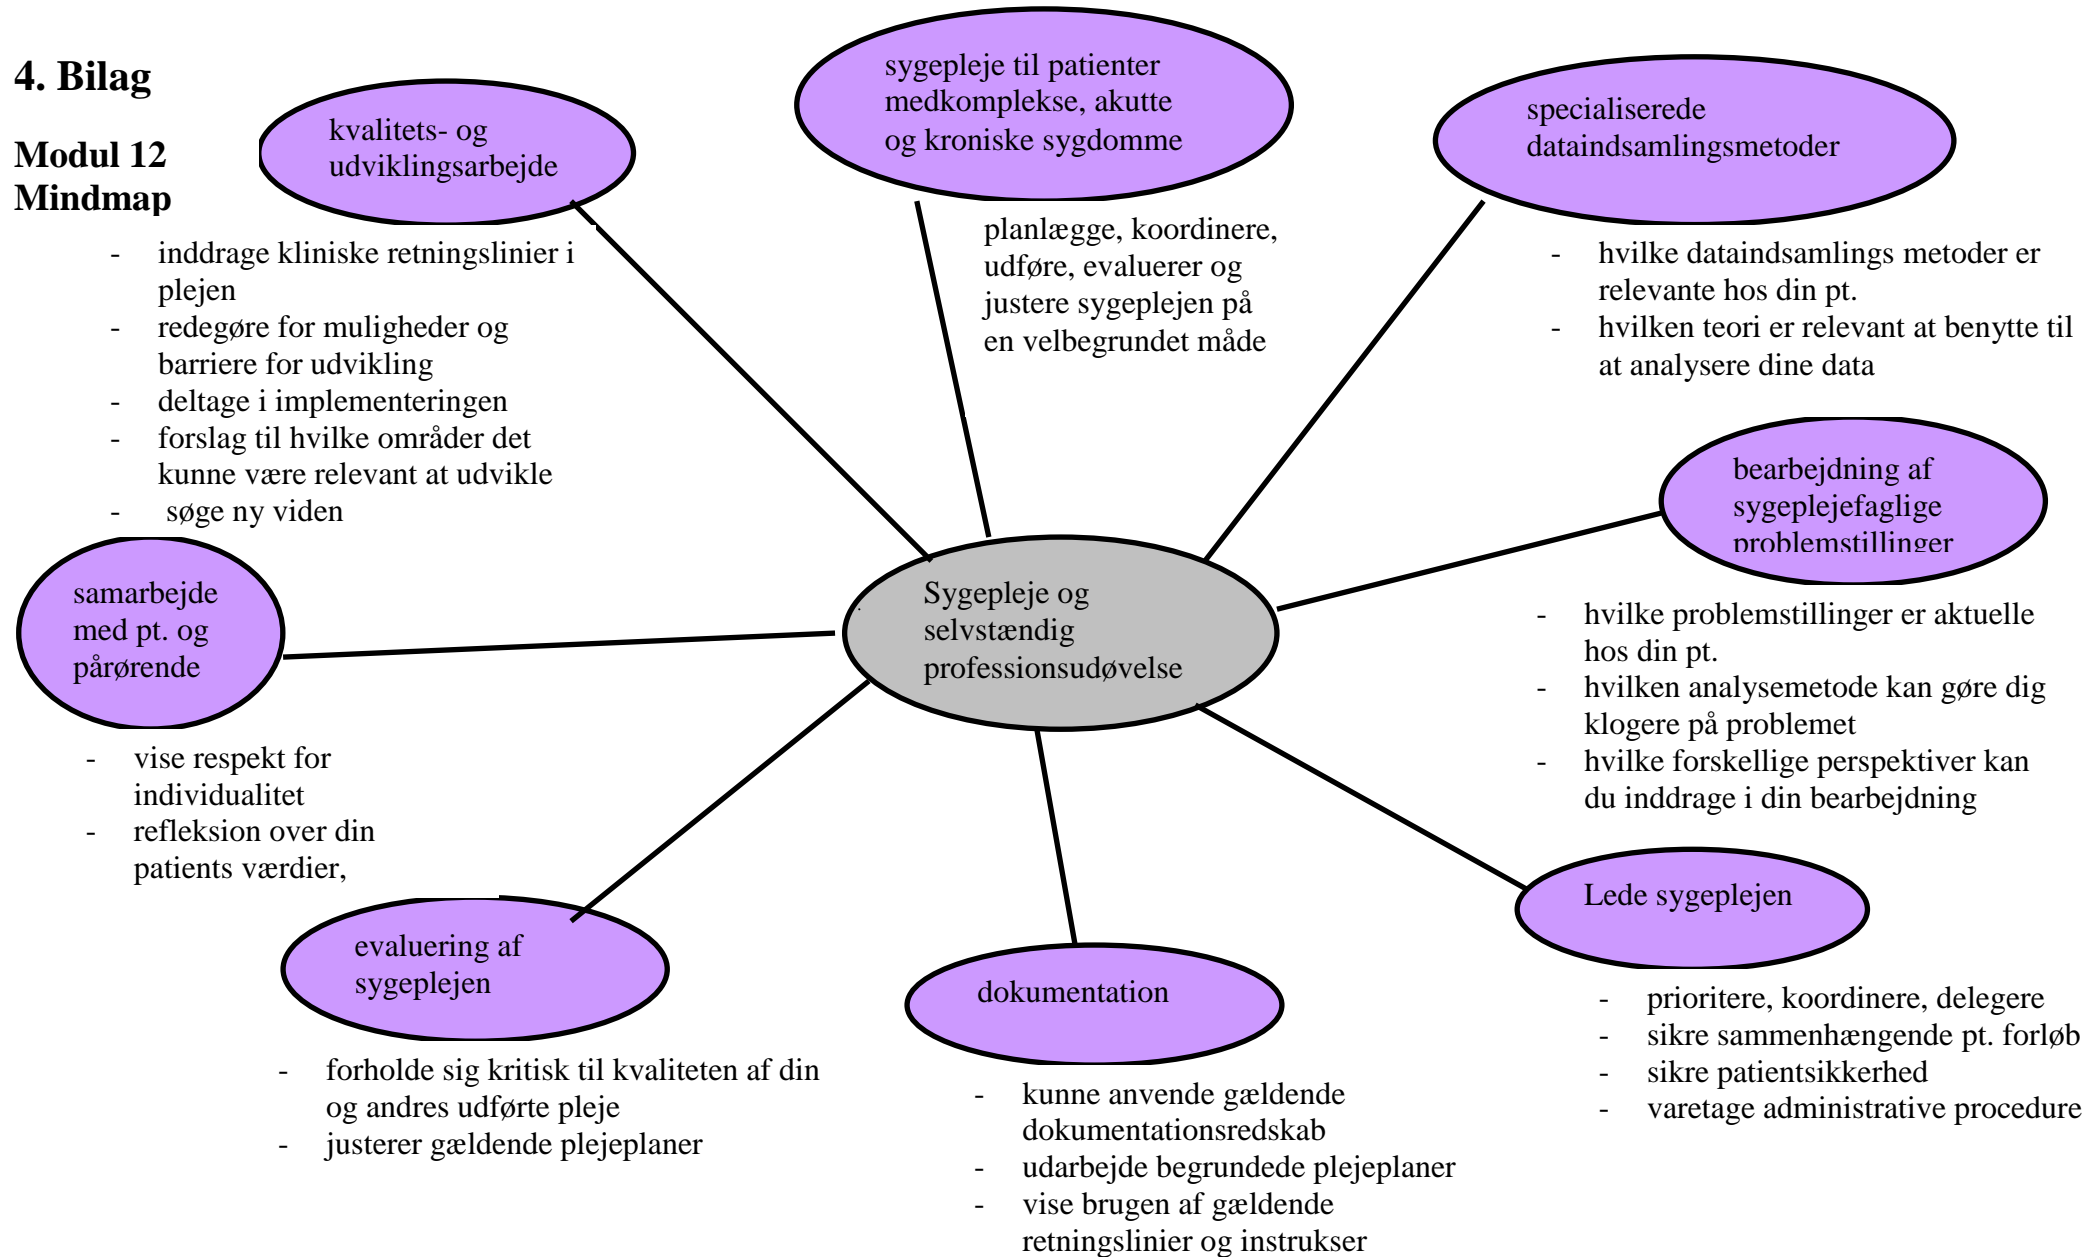 4. Bilag
Modul 12
Mindmap
kvalitets- og
udviklingsarbejde
- inddrage kliniske retningslinier i
plejen
- redegøre for muligheder og
barriere for udvikling
- deltage i implementeringen
- forslag til hvilke områder det
kunne være relevant at udvikle
- søge ny viden
sygepleje til patienter
medkomplekse, akutte
og kroniske sygdomme
planlægge, koordinere,
udføre, evaluerer og
justere sygeplejen på
en velbegrundet måde
specialiserede
dataindsamlingsmetoder
- hvilke dataindsamlings metoder er
relevante hos din pt.
- hvilken teori er relevant at benytte til
at analysere dine data
bearbejdning af
sygeplejefaglige
problemstillinger
- hvilke problemstillinger er aktuelle
hos din pt.
- hvilken analysemetode kan gøre dig
klogere på problemet
- hvilke forskellige perspektiver kan
du inddrage i din bearbejdning
Sygepleje og
selvstændig
professionsudøvelse
samarbejde
med pt. og
pårørende
- vise respekt for
individualitet
- refleksion over din
patients værdier,
evaluering af
sygeplejen
- forholde sig kritisk til kvaliteten af din
og andres udførte pleje
- justerer gældende plejeplaner
dokumentation
- kunne anvende gældende
dokumentationsredskab
- udarbejde begrundede plejeplaner
- vise brugen af gældende
retningslinier og instrukser
Lede sygeplejen
- prioritere, koordinere, delegere
- sikre sammenhængende pt. forløb
- sikre patientsikkerhed
- varetage administrative procedure